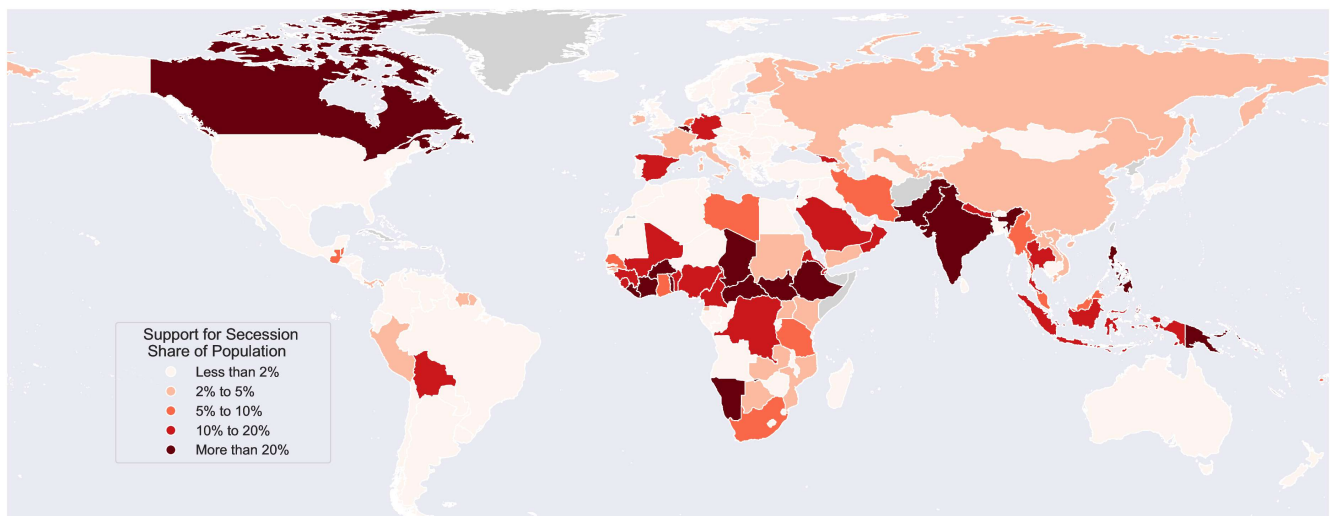 Support for Secession
Share of Population
Less than 2%
2% to 5%
5% to 10%
10% to 20%
More than 20%